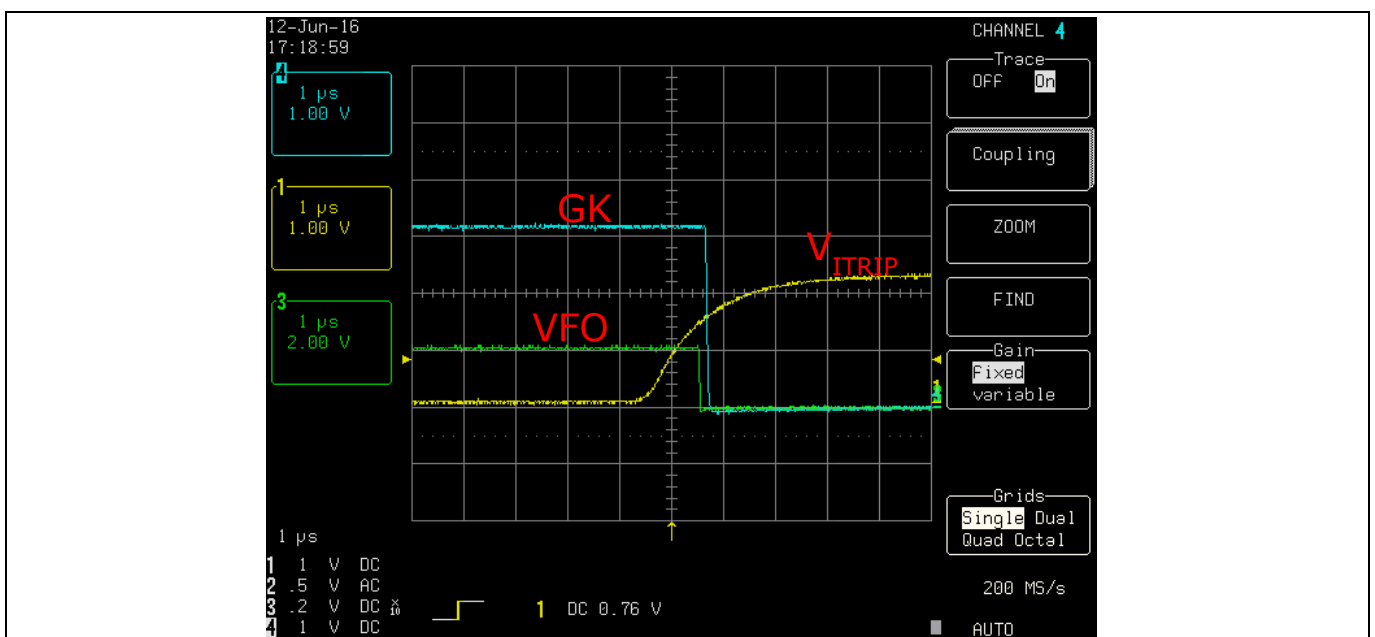 12-Jun-16
17:18:59
4
1 µs
1.00 V
1
1 µs
1.00 V
3
1 µs
2.00 V
GK
VITRIP
VFO
CHANNEL 4
Trace
OFF On
Coupling
ZOOM
FIND
Gain
Fixed
variable
Grids
Single Dual
Quad Octal
200 MS/s
AUTO
1 µs
1 1 V DC
2 .5 V AC
3 .2 V DC X10
4 1 V DC
1 DC 0.76 V